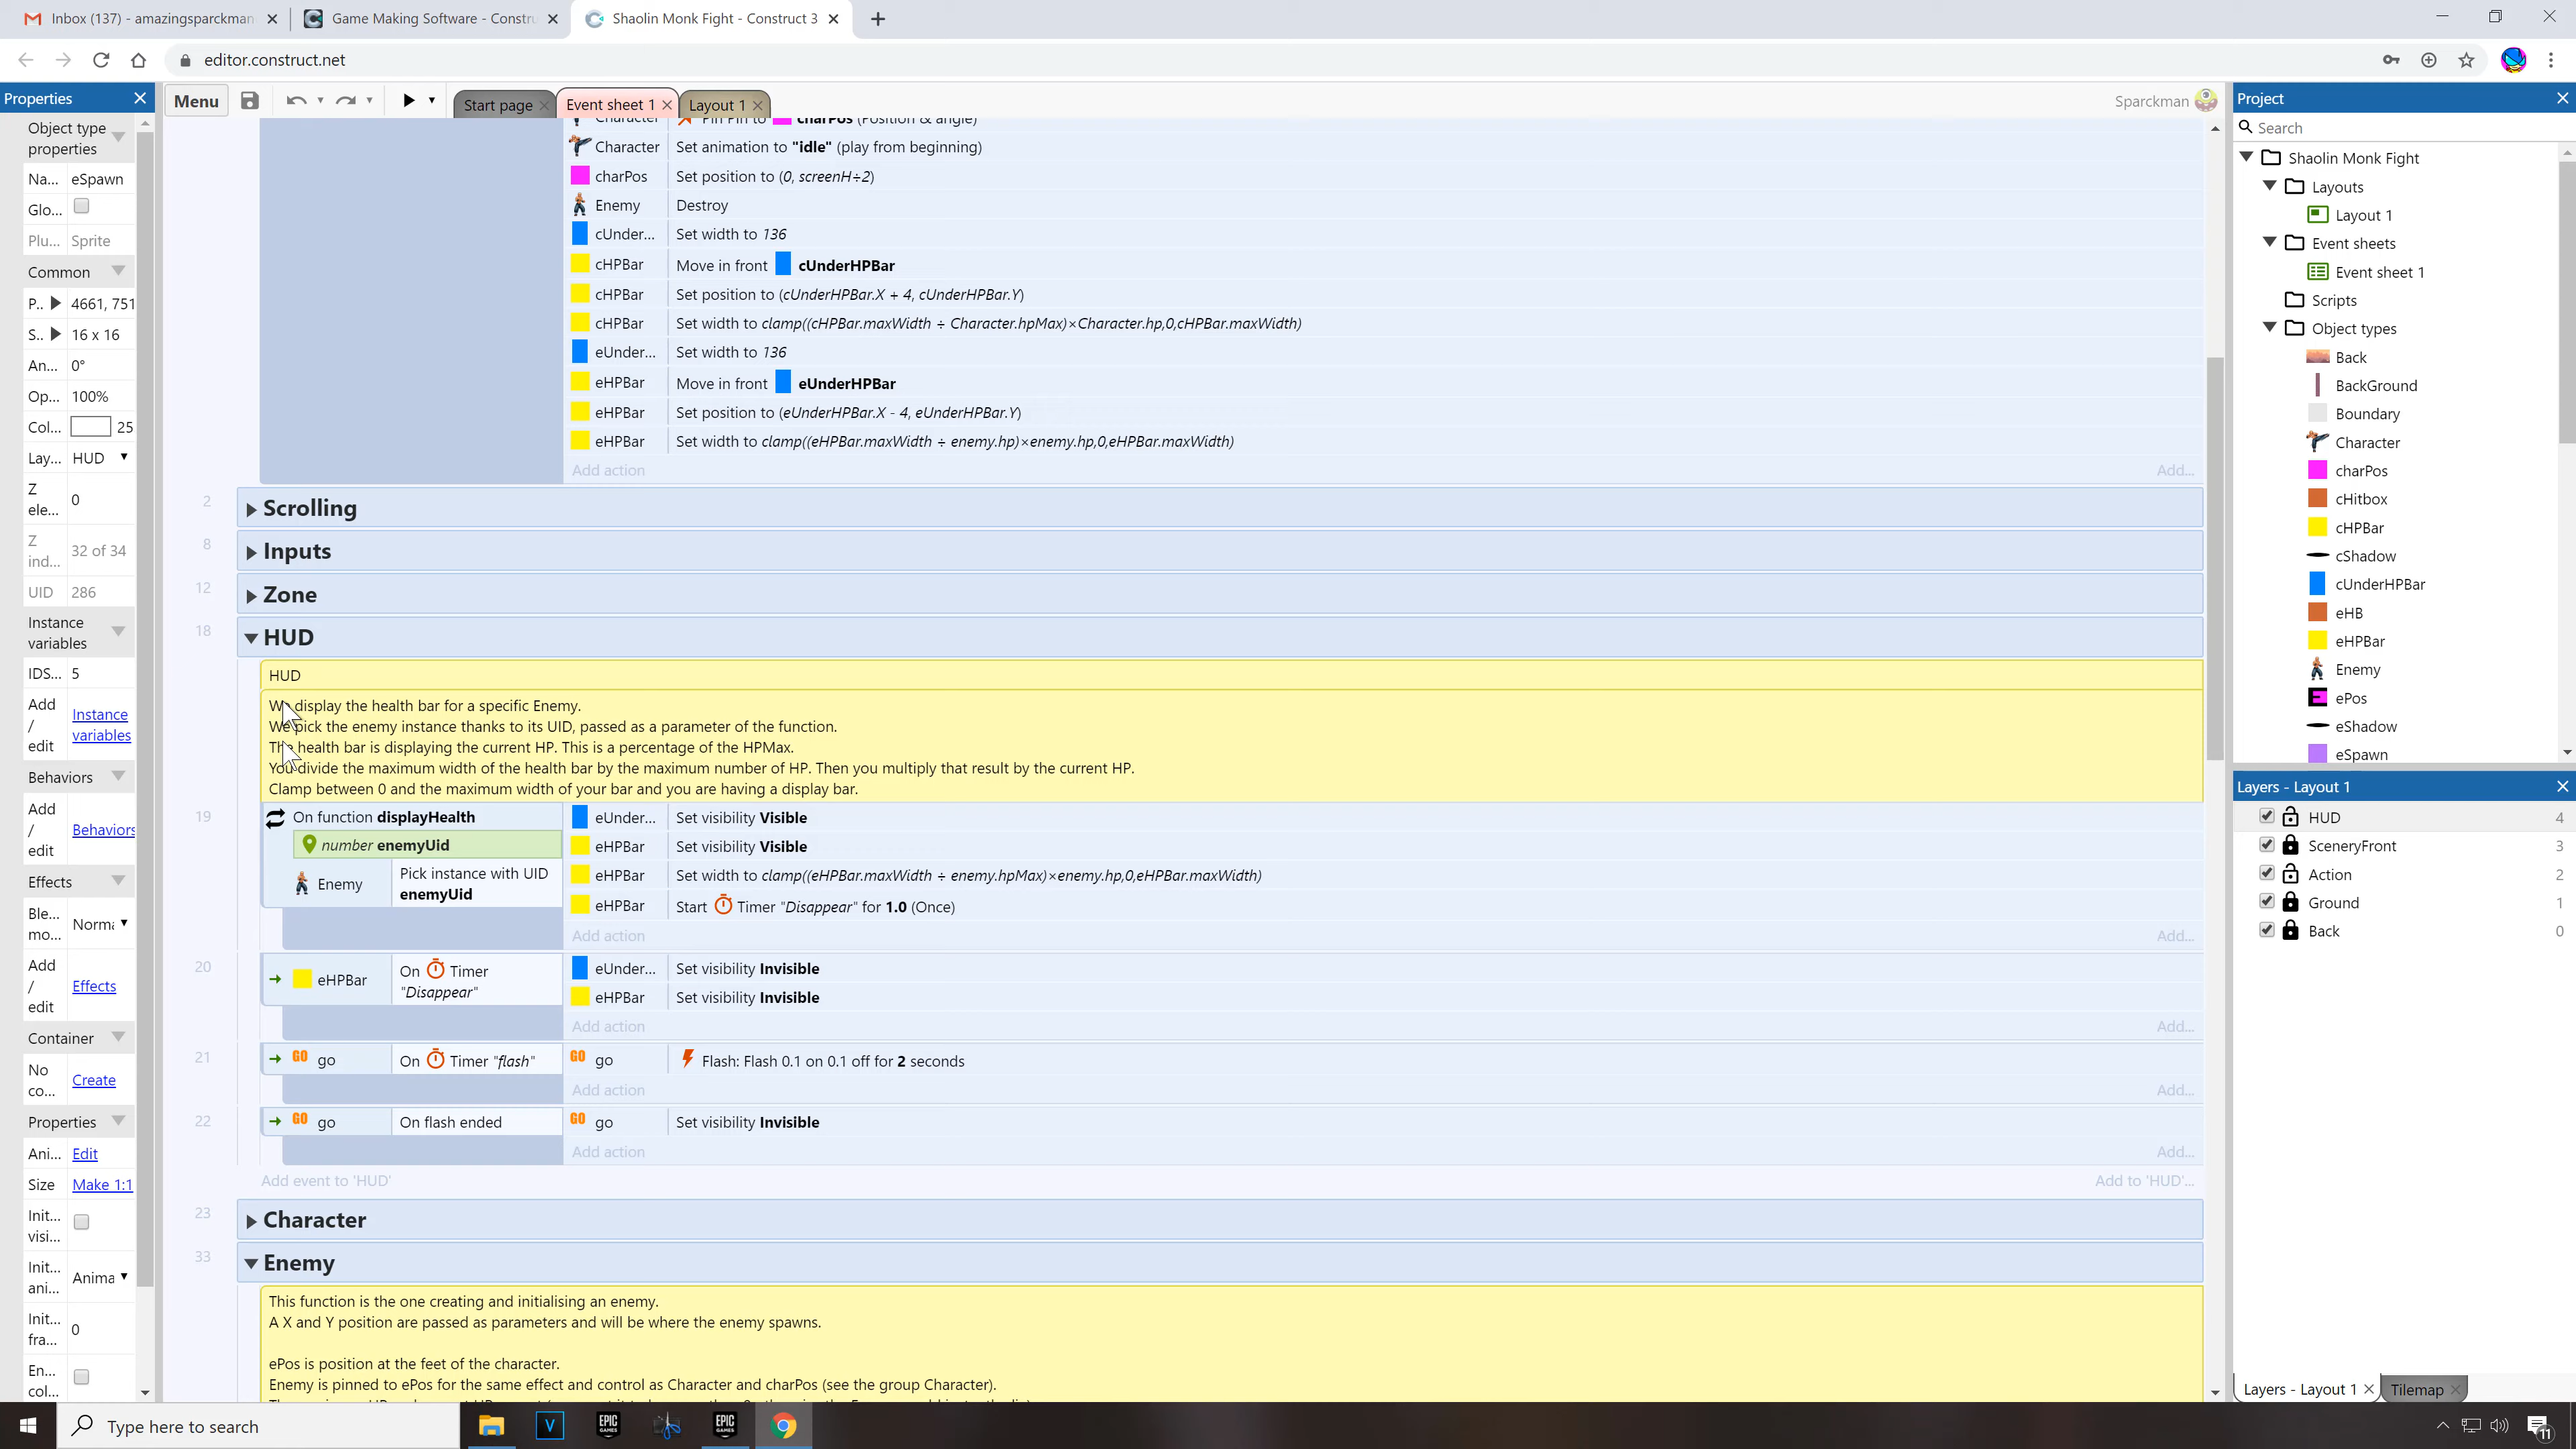 Inbox (137) - amazingsparckman
Game Making Software - Constru
Shaolin Monk Fight - Construct 3
editor.construct.net
Properties
Menu
Start page
Event sheet 1
Layout 1
Sparckman
Object type properties
Na... eSpawn
Glo...
Plu... Sprite
Common
P... 4661, 751
S... 16 x 16
An... 0°
Op... 100%
Col... 25
Lay... HUD
Z ele... 0
Z ind... 32 of 34
UID 286
Instance variables
IDS... 5
Add / edit Instance variables
Behaviors
Add / edit Behaviors
Effects
Ble... mo... Norma
Add / edit Effects
Container
No co... Create
Properties
Ani... Edit
Size Make 1:1
Init... visi...
Init... ani... Anima
Init... fra... 0
En... col...
Character Pin Pin to charPos (Position & angle)
Character Set animation to "idle" (play from beginning)
charPos Set position to (0, screenH÷2)
Enemy Destroy
cUnder... Set width to 136
cHPBar Move in front cUnderHPBar
cHPBar Set position to (cUnderHPBar.X + 4, cUnderHPBar.Y)
cHPBar Set width to clamp((cHPBar.maxWidth ÷ Character.hpMax)×Character.hp,0,cHPBar.maxWidth)
eUnder... Set width to 136
eHPBar Move in front eUnderHPBar
eHPBar Set position to (eUnderHPBar.X - 4, eUnderHPBar.Y)
eHPBar Set width to clamp((eHPBar.maxWidth ÷ enemy.hp)×enemy.hp,0,eHPBar.maxWidth)
Add action Add...
2 Scrolling
8 Inputs
12 Zone
18 HUD
HUD
We display the health bar for a specific Enemy.
We pick the enemy instance thanks to its UID, passed as a parameter of the function.
The health bar is displaying the current HP. This is a percentage of the HPMax.
You divide the maximum width of the health bar by the maximum number of HP. Then you multiply that result by the current HP.
Clamp between 0 and the maximum width of your bar and you are having a display bar.
19 On function displayHealth eUnder... Set visibility Visible
number enemyUid eHPBar Set visibility Visible
Enemy Pick instance with UID enemyUid eHPBar Set width to clamp((eHPBar.maxWidth ÷ enemy.hpMax)×enemy.hp,0,eHPBar.maxWidth)
eHPBar Start Timer "Disappear" for 1.0 (Once)
Add action Add...
20 eHPBar On Timer "Disappear" eUnder... Set visibility Invisible
eHPBar Set visibility Invisible
Add action Add...
21 GO go On Timer "flash" GO go Flash: Flash 0.1 on 0.1 off for 2 seconds
Add action Add...
22 GO go On flash ended GO go Set visibility Invisible
Add action Add...
Add event to 'HUD' Add to 'HUD'...
23 Character
33 Enemy
This function is the one creating and initialising an enemy.
A X and Y position are passed as parameters and will be where the enemy spawns.
ePos is position at the feet of the character.
Enemy is pinned to ePos for the same effect and control as Character and charPos (see the group Character).
Project
Search
Shaolin Monk Fight
Layouts
Layout 1
Event sheets
Event sheet 1
Scripts
Object types
Back
BackGround
Boundary
Character
charPos
cHitbox
cHPBar
cShadow
cUnderHPBar
eHB
eHPBar
Enemy
E ePos
eShadow
eSpawn
Layers - Layout 1
HUD 4
SceneryFront 3
Action 2
Ground 1
Back 0
Layers - Layout 1
Tilemap
Type here to search
V
EPIC GAMES
EPIC GAMES
11